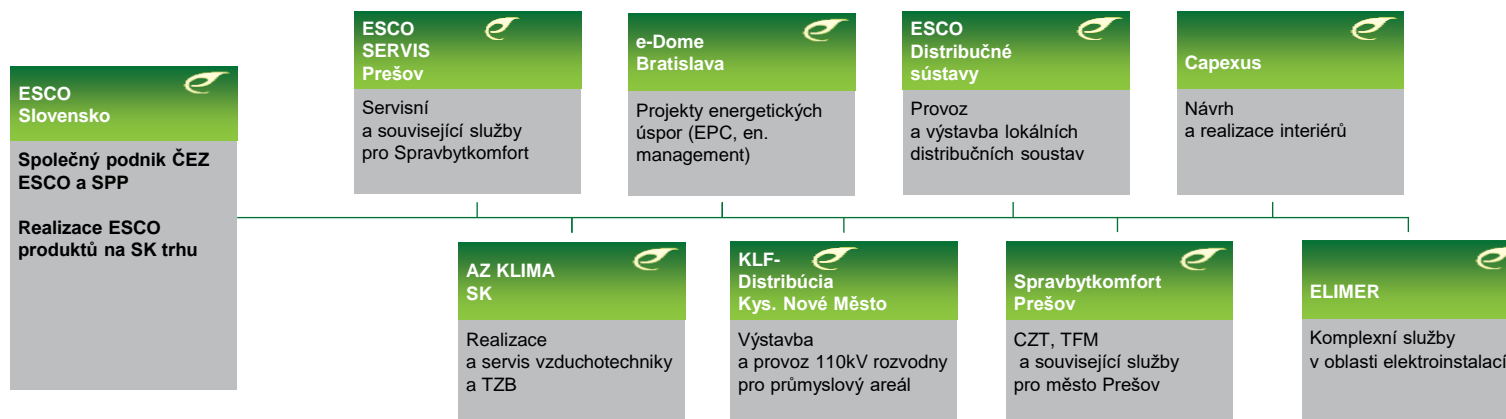 ESCO
Slovensko
Společný podnik ČEZ
ESCO a SPP
Realizace ESCO
produktů na SK trhu
ESCO
SERVIS
Prešov
Servisní
a související služby
pro Spravbytkomfort
e-Dome
Bratislava
Projekty energetických
úspor (EPC, en.
management)
ESCO
Distribučné
sústavy
Provoz
a výstavba lokálních
distribučních soustav
Capexus
Návrh
a realizace interiérů
AZ KLIMA
SK
Realizace
a servis vzduchotechniky
a TZB
KLF-
Distribúcia
Kys. Nové Město
Výstavba
a provoz 110kV rozvodny
pro průmyslový areál
Spravbytkomfort
Prešov
CZT, TFM
a související služby
pro město Prešov
ELIMER
Komplexní služby
v oblasti elektroinstalací